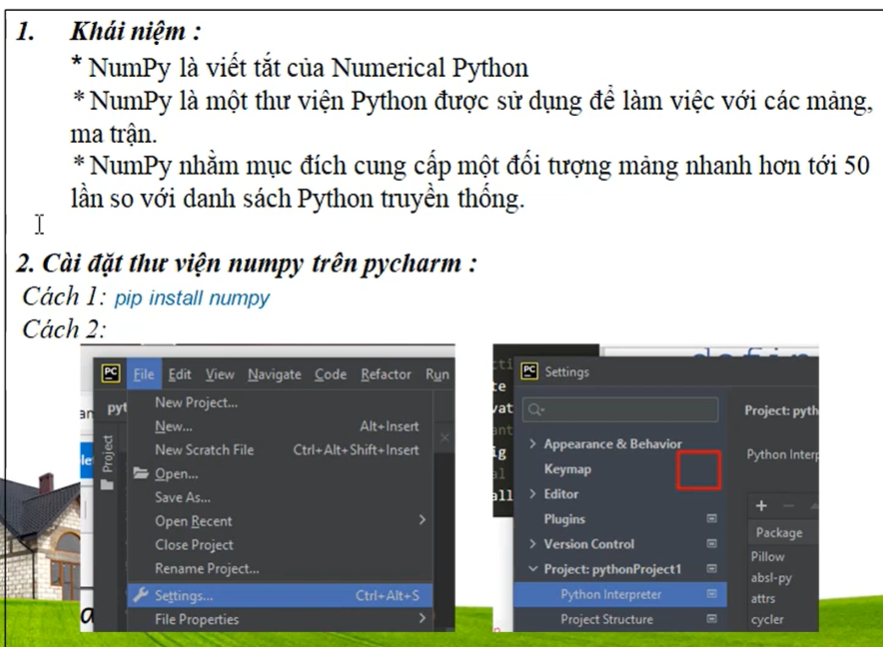 1. Khái niệm :
* NumPy là viết tắt của Numerical Python
* NumPy là một thư viện Python được sử dụng để làm việc với các mảng,
ma trận.
* NumPy nhằm mục đích cung cấp một đối tượng mảng nhanh hơn tới 50
lần so với danh sách Python truyền thống.
2. Cài đặt thư viện numpy trên pycharm :
Cách 1: pip install numpy
Cách 2:
PC File Edit View Navigate Code Refactor Run
pyt
Project
New Project...
New... Alt+Insert
New Scratch File Ctrl+Alt+Shift+Insert
Open...
Save As...
Open Recent
Close Project
Rename Project...
Settings... Ctrl+Alt+S
File Properties
PC Settings
Appearance & Behavior
Keymap
Editor
Plugins
Version Control
Project: pythonProject1
Python Interpreter
Project Structure
Project: pyth
Python Interp
+ −
Package
Pillow
absl-py
attrs
cycler